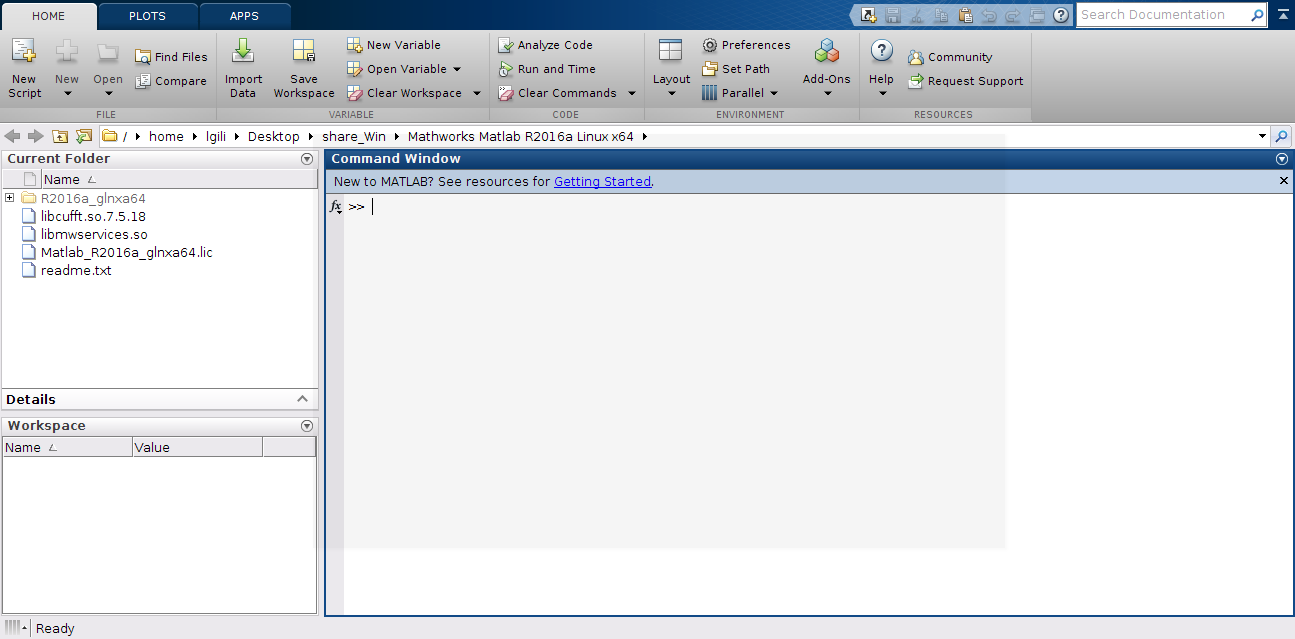 HOME PLOTS APPS
Search Documentation
New Script
New
Open
Find Files
Compare
FILE
Import Data
Save Workspace
New Variable
Open Variable
Clear Workspace
VARIABLE
Analyze Code
Run and Time
Clear Commands
CODE
Layout
Preferences
Set Path
Parallel
Add-Ons
ENVIRONMENT
Help
Community
Request Support
RESOURCES
/ home lgili Desktop share_Win Mathworks Matlab R2016a Linux x64
Current Folder
Name
R2016a_glnxa64
libcufft.so.7.5.18
libmwservices.so
Matlab_R2016a_glnxa64.lic
readme.txt
Details
Workspace
Name Value
Command Window
New to MATLAB? See resources for Getting Started.
fx >>
Ready